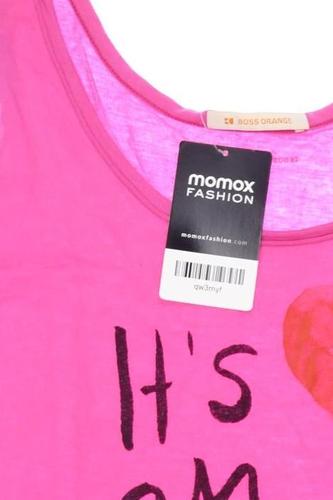 BOSS ORANGE
momox
FASHION
momoxfashion.com
qw3myf
It's